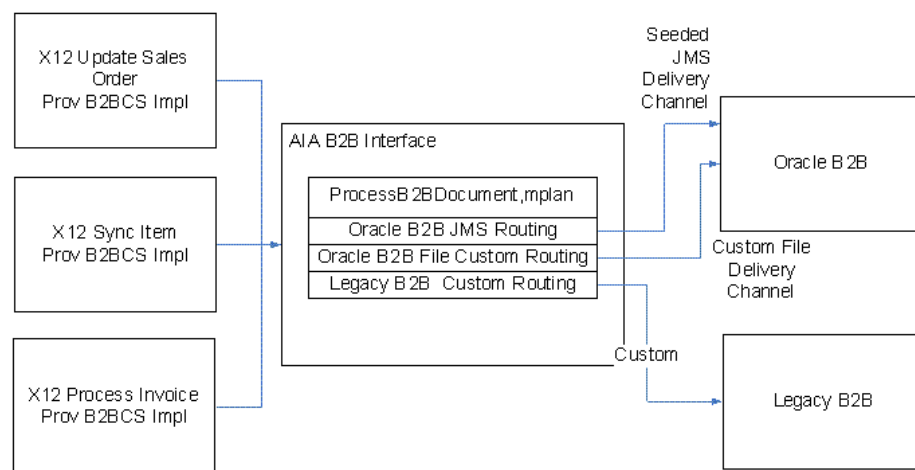 X12 Update Sales
Order
Prov B2BCS Impl
X12 Sync Item
Prov B2BCS Impl
X12 Process Invoice
Prov B2BCS Impl
AIA B2B Interface
ProcessB2BDocument,mplan
Oracle B2B JMS Routing
Oracle B2B File Custom Routing
Legacy B2B Custom Routing
Seeded
JMS
Delivery
Channel
Oracle B2B
Custom File
Delivery
Channel
Custom
Legacy B2B